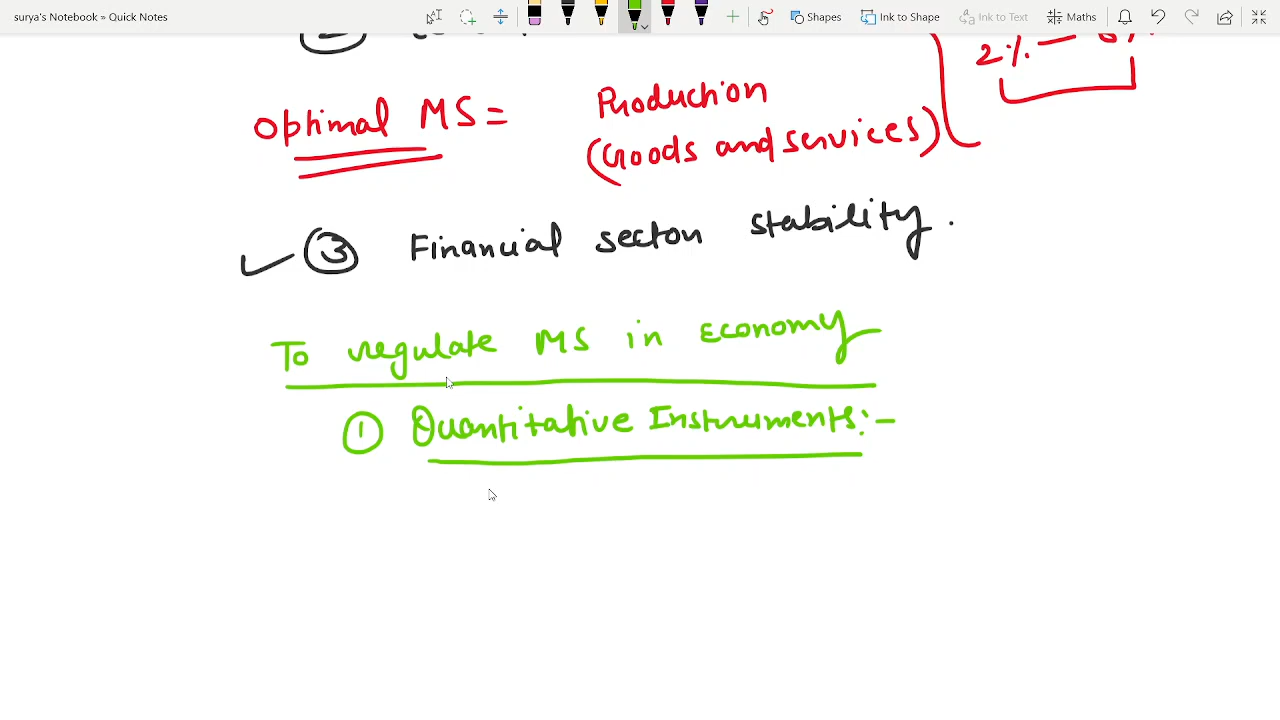 surya's Notebook » Quick Notes
Shapes Ink to Shape Ink to Text Maths
2
2%. —
Optimal MS = Production
(Goods and services)
3 Financial sector stability.
To regulate MS in Economy
1 Quantitative Instruments:-